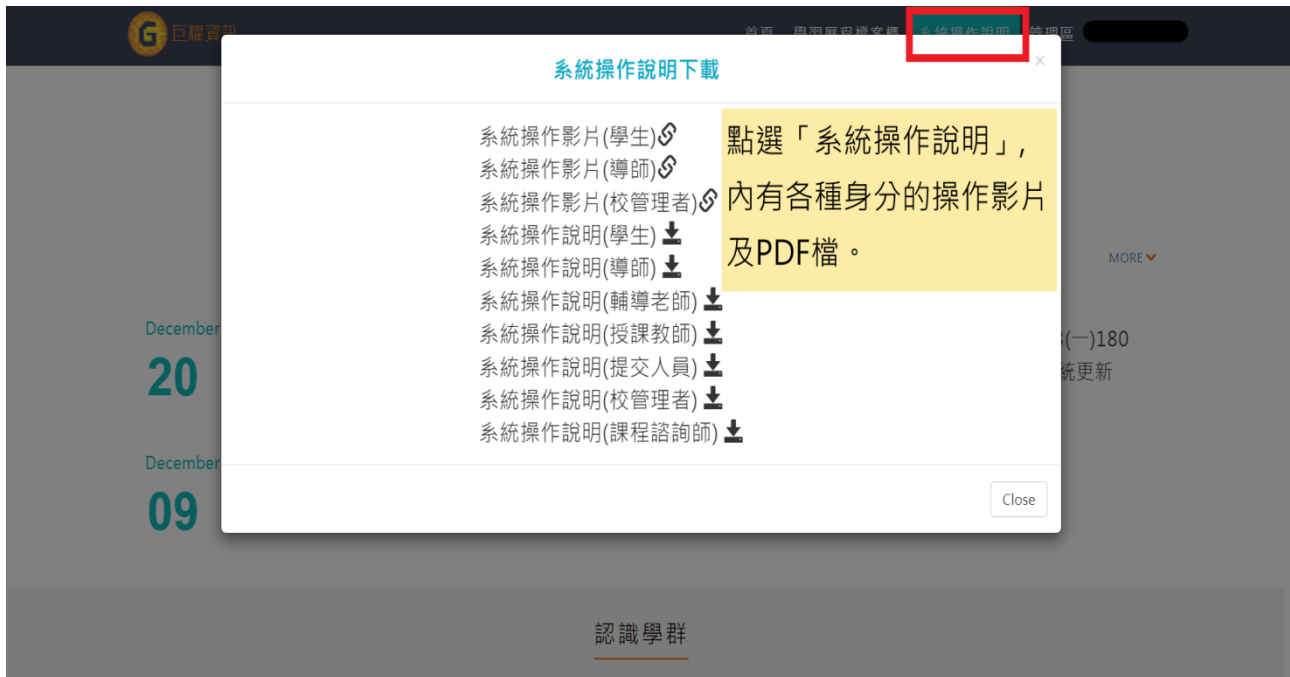 G 巨耀資訊
首頁 學習歷程檔案櫃 系統操作說明 管理區
系統操作說明下載
×
系統操作影片(學生)
系統操作影片(導師)
系統操作影片(校管理者)
系統操作說明(學生)
系統操作說明(導師)
系統操作說明(輔導老師)
系統操作說明(授課教師)
系統操作說明(提交人員)
系統操作說明(校管理者)
系統操作說明(課程諮詢師)
點選「系統操作說明」,
內有各種身分的操作影片
及PDF檔。
MORE
December
20
(一)180
統更新
December
09
Close
認識學群